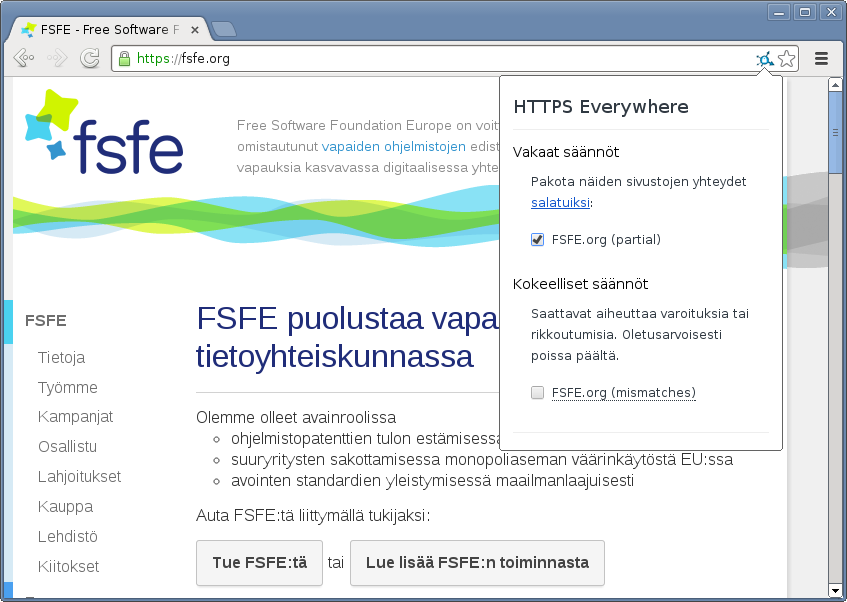 FSFE - Free Software F
https://fsfe.org
fsfe
Free Software Foundation Europe on voit
omistautunut vapaiden ohjelmistojen edist
vapauksia kasvavassa digitaalisessa yhte
HTTPS Everywhere
Vakaat säännöt
Pakota näiden sivustojen yhteydet
salatuiksi:
FSFE.org (partial)
Kokeelliset säännöt
Saattavat aiheuttaa varoituksia tai
rikkoutumisia. Oletusarvoisesti
poissa päältä.
FSFE.org (mismatches)
FSFE
Tietoja
Työmme
Kampanjat
Osallistu
Lahjoitukset
Kauppa
Lehdistö
Kiitokset
FSFE puolustaa vapa
tietoyhteiskunnassa
Olemme olleet avainroolissa
ohjelmistopatenttien tulon estämisessä
suuryritysten sakottamisessa monopoliaseman väärinkäytöstä EU:ssa
avointen standardien yleistymisessä maailmanlaajuisesti
Auta FSFE:tä liittymällä tukijaksi:
Tue FSFE:tä tai Lue lisää FSFE:n toiminnasta